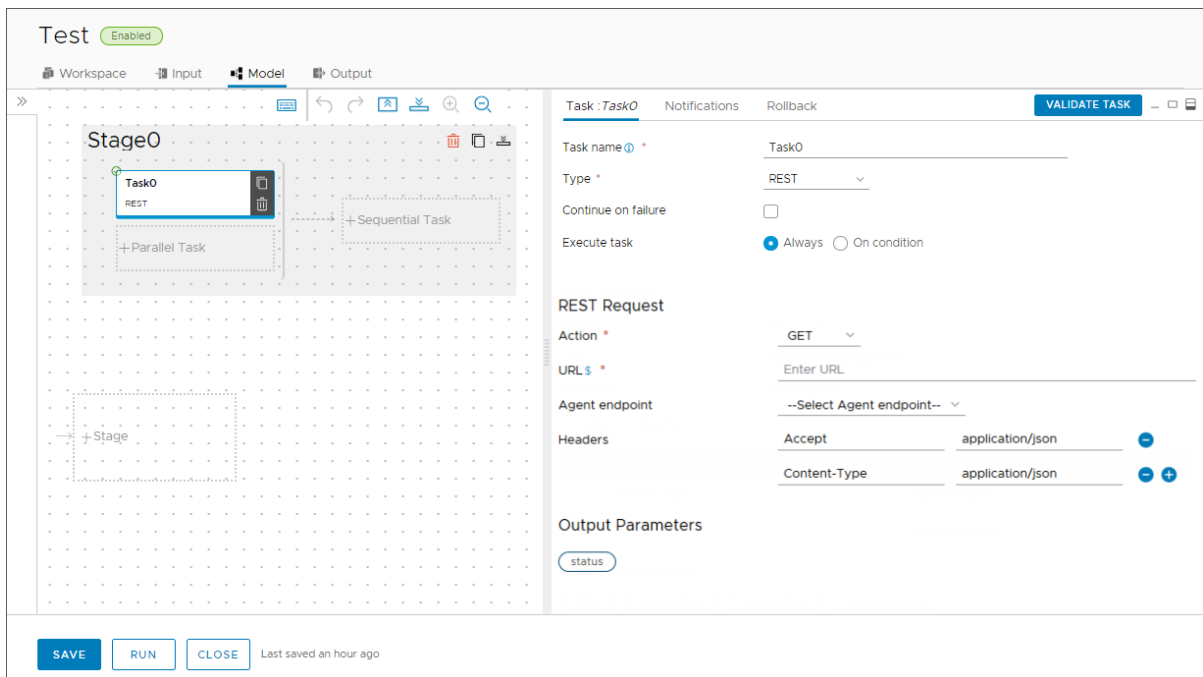 Test Enabled
Workspace Input Model Output
Stage0
Task0
REST
+ Parallel Task
+ Sequential Task
+ Stage
Task :Task0 Notifications Rollback VALIDATE TASK
Task name * Task0
Type * REST
Continue on failure
Execute task Always On condition
REST Request
Action * GET
URL $ * Enter URL
Agent endpoint --Select Agent endpoint--
Headers Accept application/json
Content-Type application/json
Output Parameters
status
SAVE RUN CLOSE Last saved an hour ago